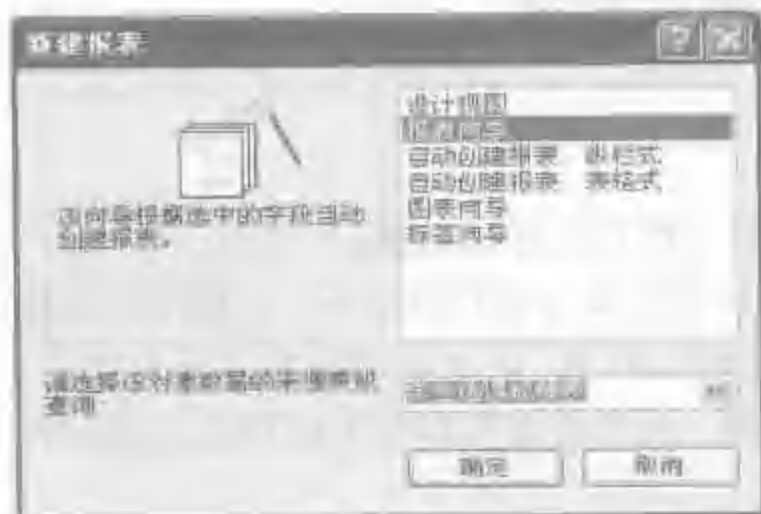 新建报表
设计视图
报表向导
自动创建报表 纵栏式
自动创建报表 表格式
图表向导
标签向导
该向导根据选中的字段自动
创建报表。
请选择该对象数据的来源表或
查询
确定
取消